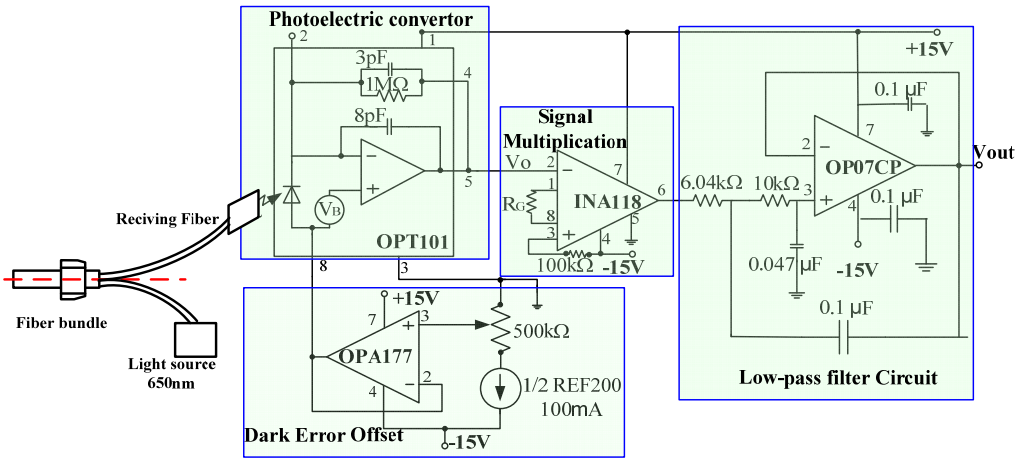 Photoelectric convertor
2
1
+15V
3pF
4
1MΩ
0.1 µF
8pF
Signal
Multiplication
7
7
2
Vout
−
Vo
2
−
OP07CP
−
5
1
6
6.04kΩ
10kΩ
3
+
RG
INA118
+
VB
8
0.1 µF
Reciving Fiber
3
+
4
5
4
OPT101
100kΩ
-15V
0.047 µF
-15V
8
3
+15V
0.1 µF
Fiber bundle
7
3
+
500kΩ
OPA177
Light source
650nm
4
−
2
1/2 REF200
100mA
Low-pass filter Circuit
Dark Error Offset
-15V